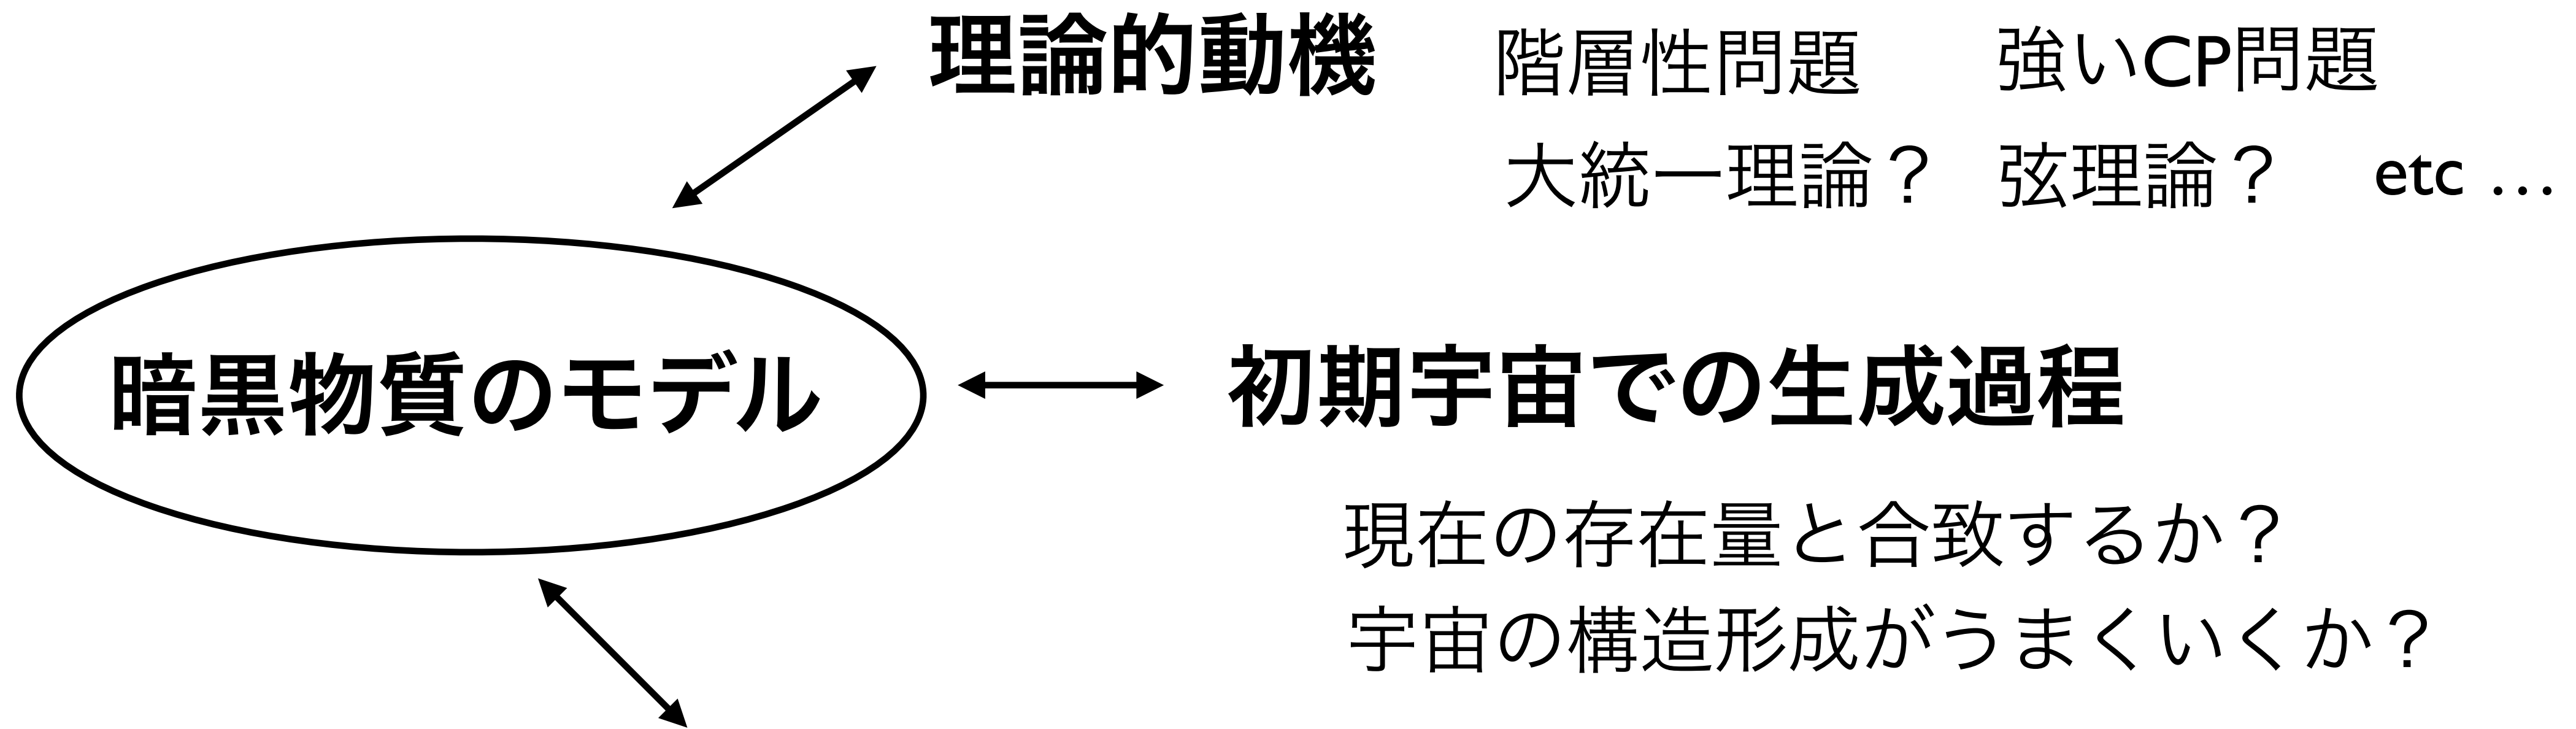 理論的動機 階層性問題 強いCP問題
大統一理論？ 弦理論？ etc …
暗黒物質のモデル 初期宇宙での生成過程
現在の存在量と合致するか？
宇宙の構造形成がうまくいくか？